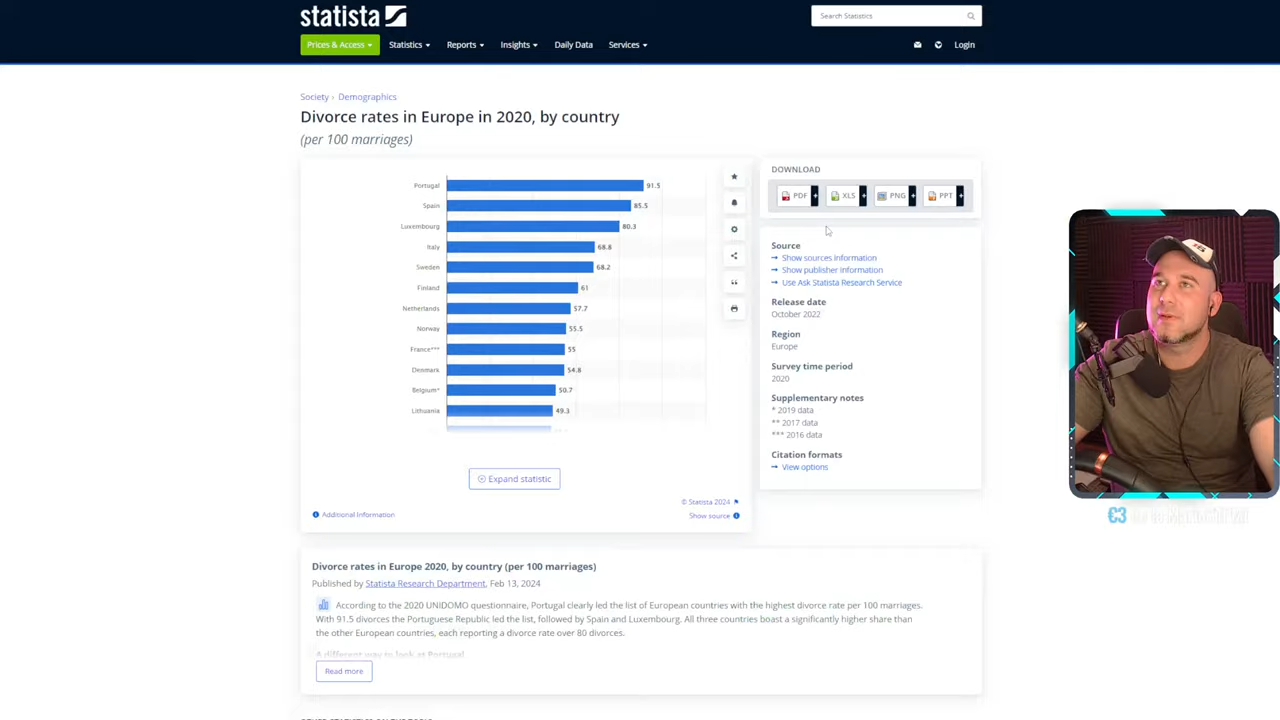 statista
Search Statistics
Prices & Access
Statistics
Reports
Insights
Daily Data
Services
Login
Society › Demographics
Divorce rates in Europe in 2020, by country
(per 100 marriages)
Portugal 91.5
Spain 85.5
Luxembourg 80.3
Italy 68.8
Sweden 68.2
Finland 61
Netherlands 57.7
Norway 55.5
France*** 55
Denmark 54.8
Belgium* 50.7
Lithuania 49.3
Expand statistic
© Statista 2024
Additional Information
Show source
DOWNLOAD
PDF +
XLS +
PNG +
PPT +
Source
→ Show sources information
→ Show publisher information
→ Use Ask Statista Research Service
Release date
October 2022
Region
Europe
Survey time period
2020
Supplementary notes
* 2019 data
** 2017 data
*** 2016 data
Citation formats
→ View options
Divorce rates in Europe 2020, by country (per 100 marriages)
Published by Statista Research Department, Feb 13, 2024
According to the 2020 UNIDOMO questionnaire, Portugal clearly led the list of European countries with the highest divorce rate per 100 marriages.
With 91.5 divorces the Portuguese Republic led the list, followed by Spain and Luxembourg. All three countries boast a significantly higher share than
the other European countries, each reporting a divorce rate over 80 divorces.
A different way to look at Portugal
Read more